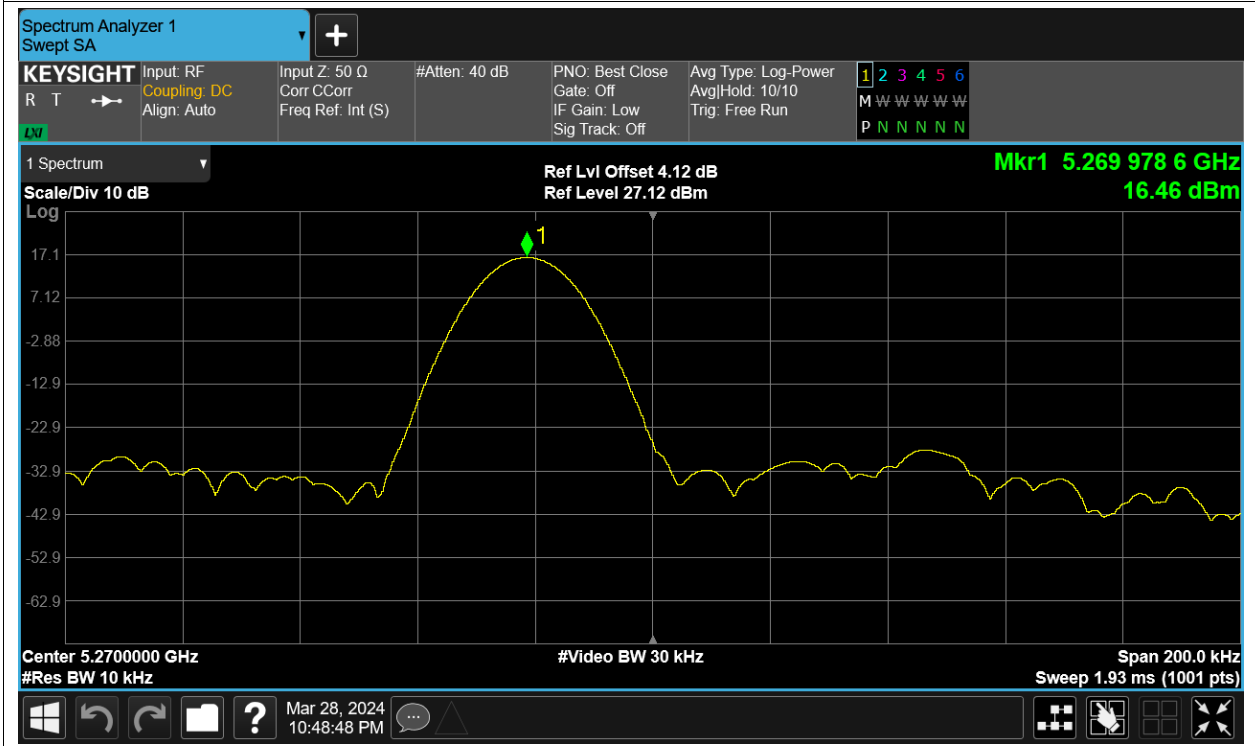 Spectrum Analyzer 1
Swept SA
+
KEYSIGHT
R T
LXI
Input: RF
Coupling: DC
Align: Auto
Input Z: 50 Ω
Corr CCorr
Freq Ref: Int (S)
#Atten: 40 dB
PNO: Best Close
Gate: Off
IF Gain: Low
Sig Track: Off
Avg Type: Log-Power
Avg|Hold: 10/10
Trig: Free Run
1 2 3 4 5 6
M W W W W W
P N N N N N
1 Spectrum
Scale/Div 10 dB
Log
Ref Lvl Offset 4.12 dB
Ref Level 27.12 dBm
Mkr1 5.269 978 6 GHz
16.46 dBm
1
17.1
7.12
-2.88
-12.9
-22.9
-32.9
-42.9
-52.9
-62.9
Center 5.2700000 GHz
#Video BW 30 kHz
Span 200.0 kHz
#Res BW 10 kHz
Sweep 1.93 ms (1001 pts)
?
Mar 28, 2024
10:48:48 PM